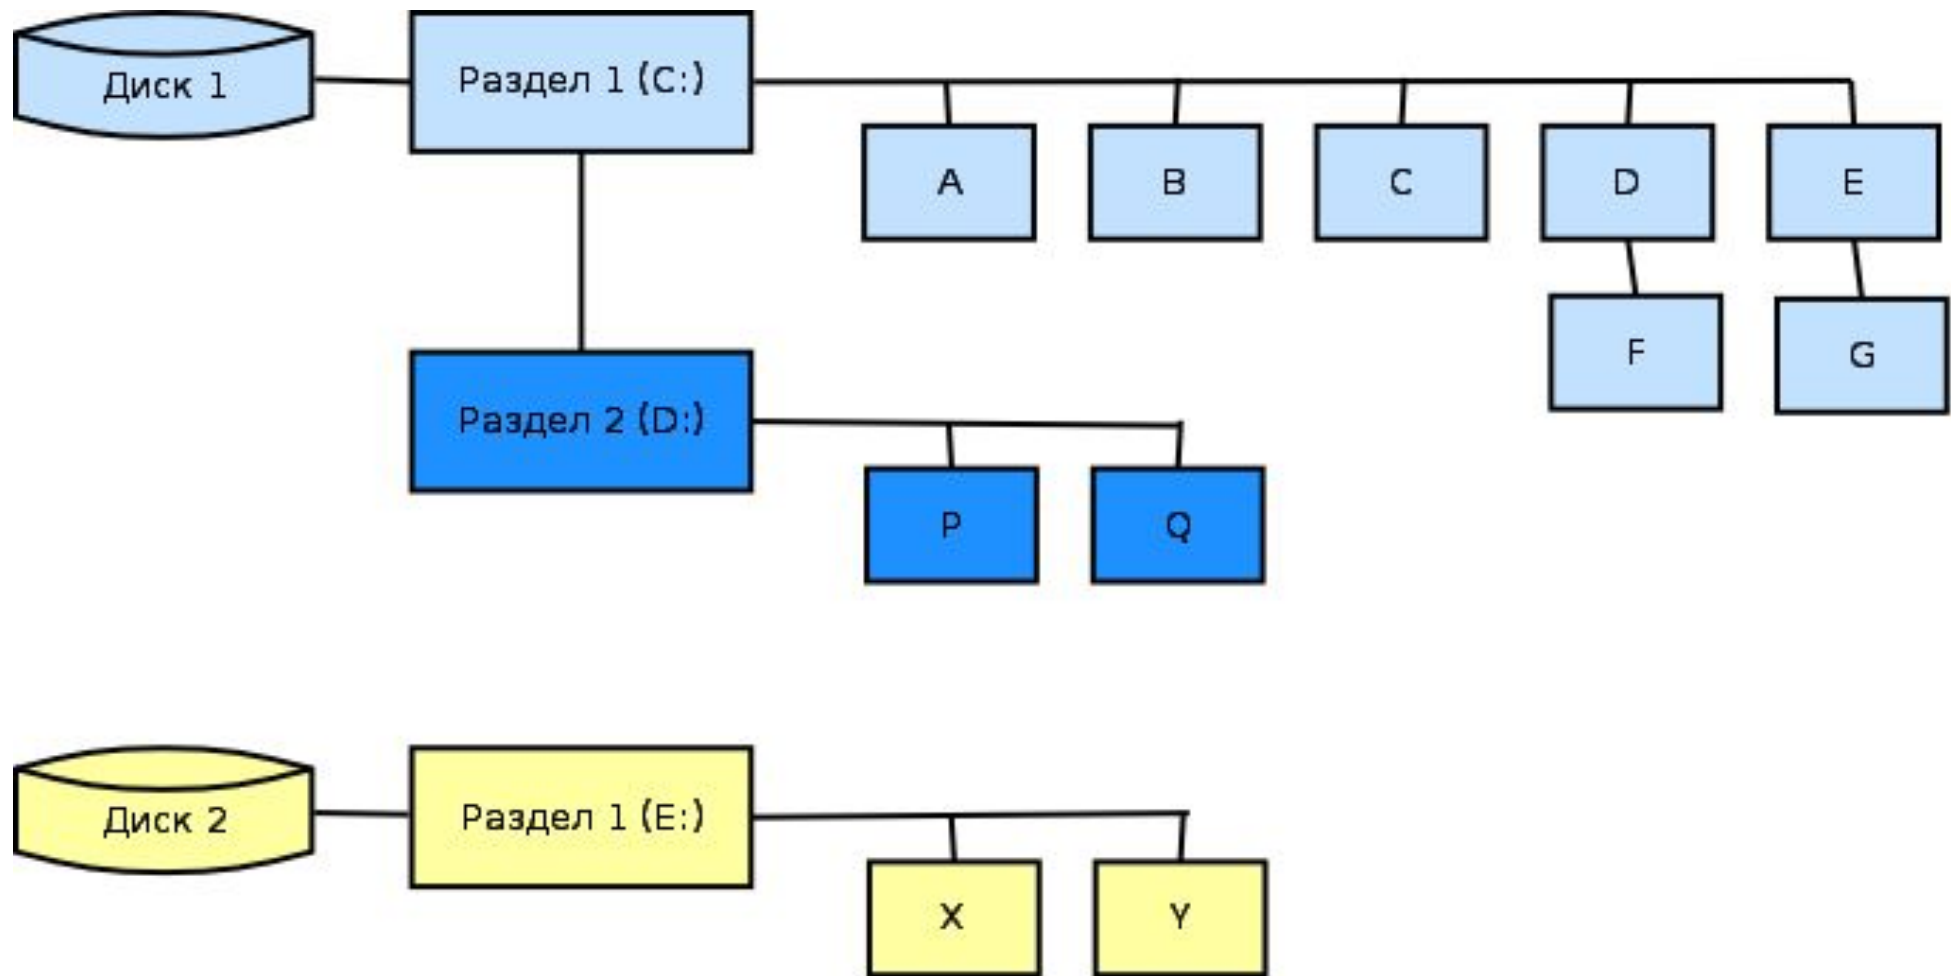 Диск 1
Раздел 1 (C:)
A
B
C
D
E
F
G
Раздел 2 (D:)
P
Q
Диск 2
Раздел 1 (E:)
X
Y